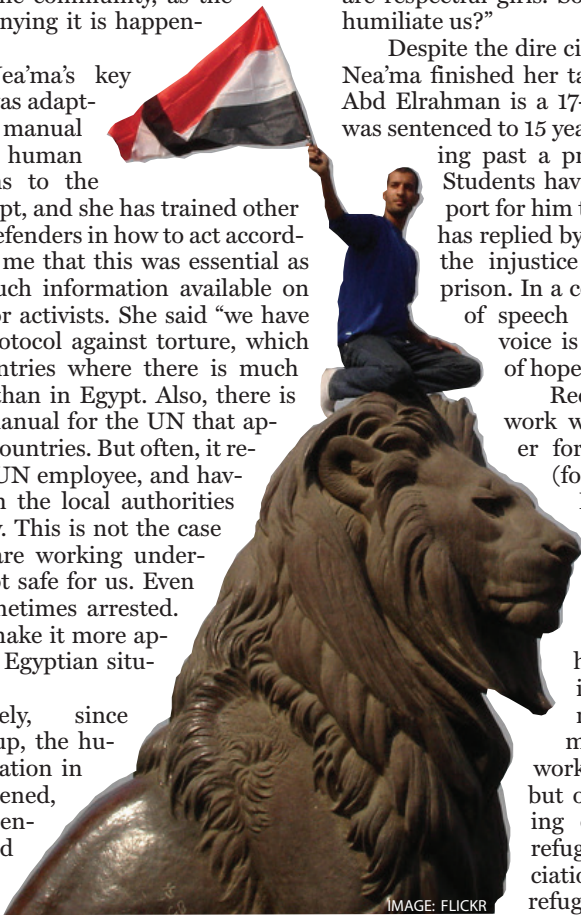 community, as the
nying it is happen-
Nea’ma’s key
was adapt-
manual
human
ns to the
pt, and she has trained other
efenders in how to act accord-
me that this was essential as
uch information available on
or activists. She said “we have
otocol against torture, which
ntries where there is much
than in Egypt. Also, there is
manual for the UN that ap-
countries. But often, it re-
UN employee, and hav-
n the local authorities
y. This is not the case
are working under-
ot safe for us. Even
metimes arrested.
make it more ap-
Egyptian situ-
ely, since
up, the hu-
ation in
ened,
en-
d
are respectful girls. So
humiliate us?”
Despite the dire ci
Nea’ma finished her ta
Abd Elrahman is a 17-
was sentenced to 15 yea
ing past a pr
Students hav
port for him t
has replied by
the injustice
prison. In a c
of speech
voice is
of hope
Rec
work w
er for
(fo
h
i
m
work
but o
ing
refug
ciatio
refug
IMAGE: FLICKR